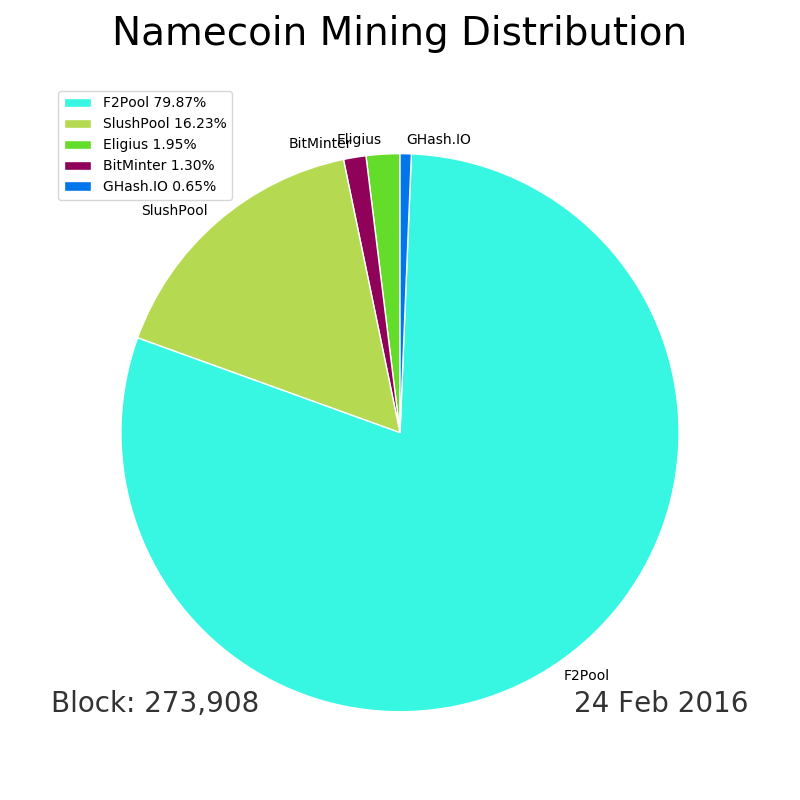 Namecoin Mining Distribution
F2Pool 79.87%
SlushPool 16.23%
Eligius 1.95%
BitMinter 1.30%
GHash.IO 0.65%
BitMinter
Eligius
GHash.IO
SlushPool
F2Pool
Block: 273,908
24 Feb 2016